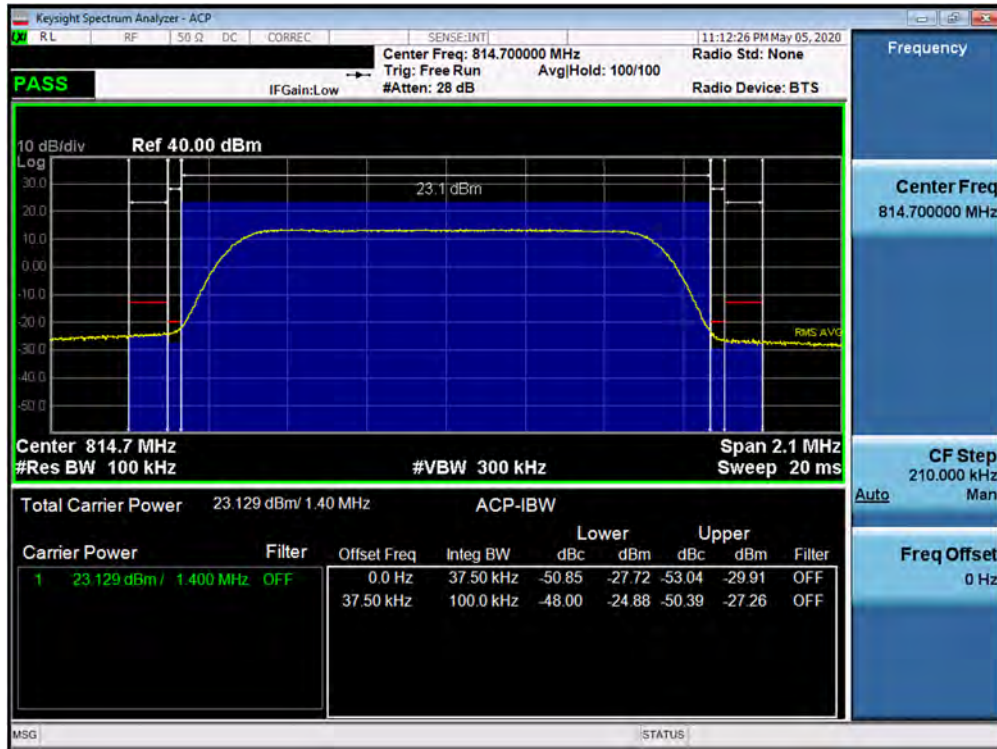 Keysight Spectrum Analyzer - ACP
LXI RL RF 50 Ω DC CORREC SENSE:INT 11:12:26 PM May 05, 2020
Center Freq: 814.700000 MHz Radio Std: None
Trig: Free Run Avg|Hold: 100/100
PASS IFGain:Low #Atten: 28 dB Radio Device: BTS
Frequency
10 dB/div Ref 40.00 dBm
Log
30.0
23.1 dBm
20.0
10.0
0.00
-10.0
-20.0
RMS AVG
-30.0
-40.0
-50.0
Center 814.7 MHz Span 2.1 MHz
#Res BW 100 kHz #VBW 300 kHz Sweep 20 ms
Center Freq
814.700000 MHz
CF Step
210.000 kHz
Auto Man
Freq Offset
0 Hz
Total Carrier Power 23.129 dBm/ 1.40 MHz ACP-IBW
Lower Upper
Carrier Power Filter Offset Freq Integ BW dBc dBm dBc dBm Filter
1 23.129 dBm / 1.400 MHz OFF 0.0 Hz 37.50 kHz -50.85 -27.72 -53.04 -29.91 OFF
37.50 kHz 100.0 kHz -48.00 -24.88 -50.39 -27.26 OFF
MSG STATUS